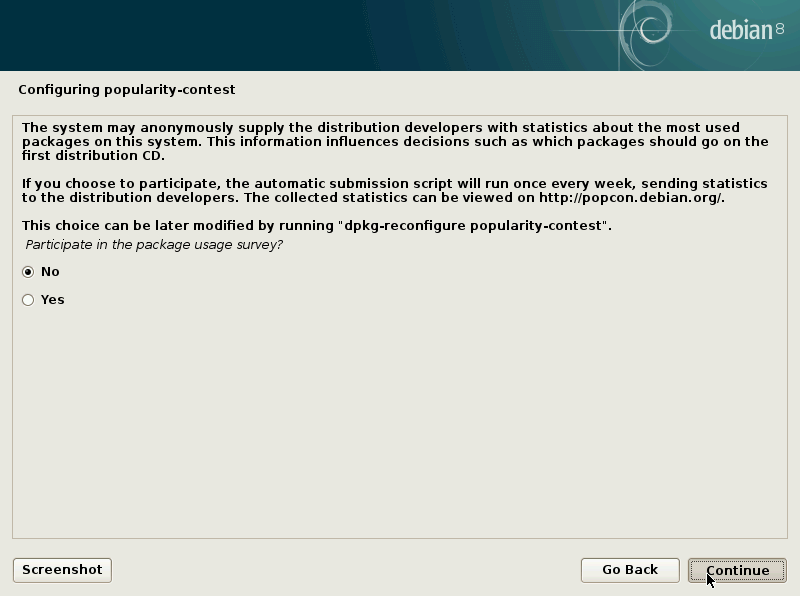 debian 8
Configuring popularity-contest
The system may anonymously supply the distribution developers with statistics about the most used
packages on this system. This information influences decisions such as which packages should go on the
first distribution CD.
If you choose to participate, the automatic submission script will run once every week, sending statistics
to the distribution developers. The collected statistics can be viewed on http://popcon.debian.org/.
This choice can be later modified by running "dpkg-reconfigure popularity-contest".
Participate in the package usage survey?
No
Yes
Screenshot
Go Back
Continue